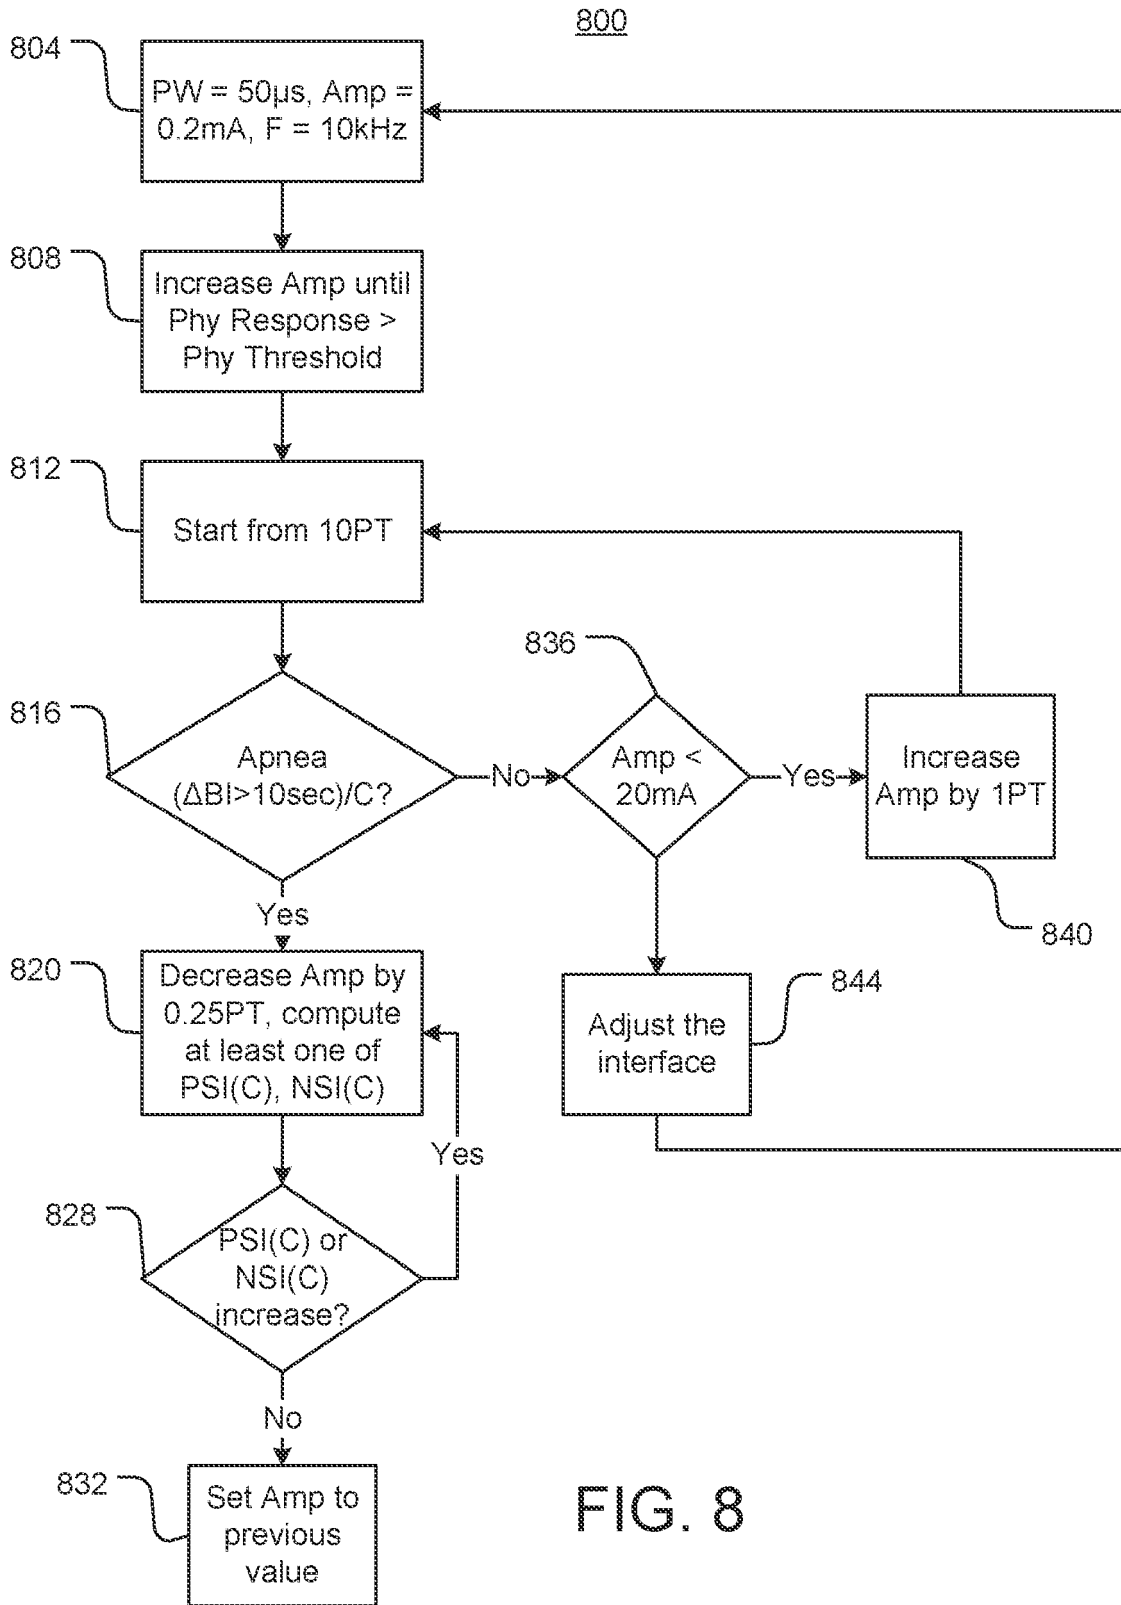 800
804
PW = 50µs, Amp =
0.2mA, F = 10kHz
808
Increase Amp until
Phy Response >
Phy Threshold
812
Start from 10PT
816
Apnea
(ΔBI>10sec)/C?
No
836
Amp <
20mA
Yes
Increase
Amp by 1PT
840
Yes
820
Decrease Amp by
0.25PT, compute
at least one of
PSI(C), NSI(C)
844
Adjust the
interface
Yes
828
PSI(C) or
NSI(C)
increase?
No
832
Set Amp to
previous
value
FIG. 8